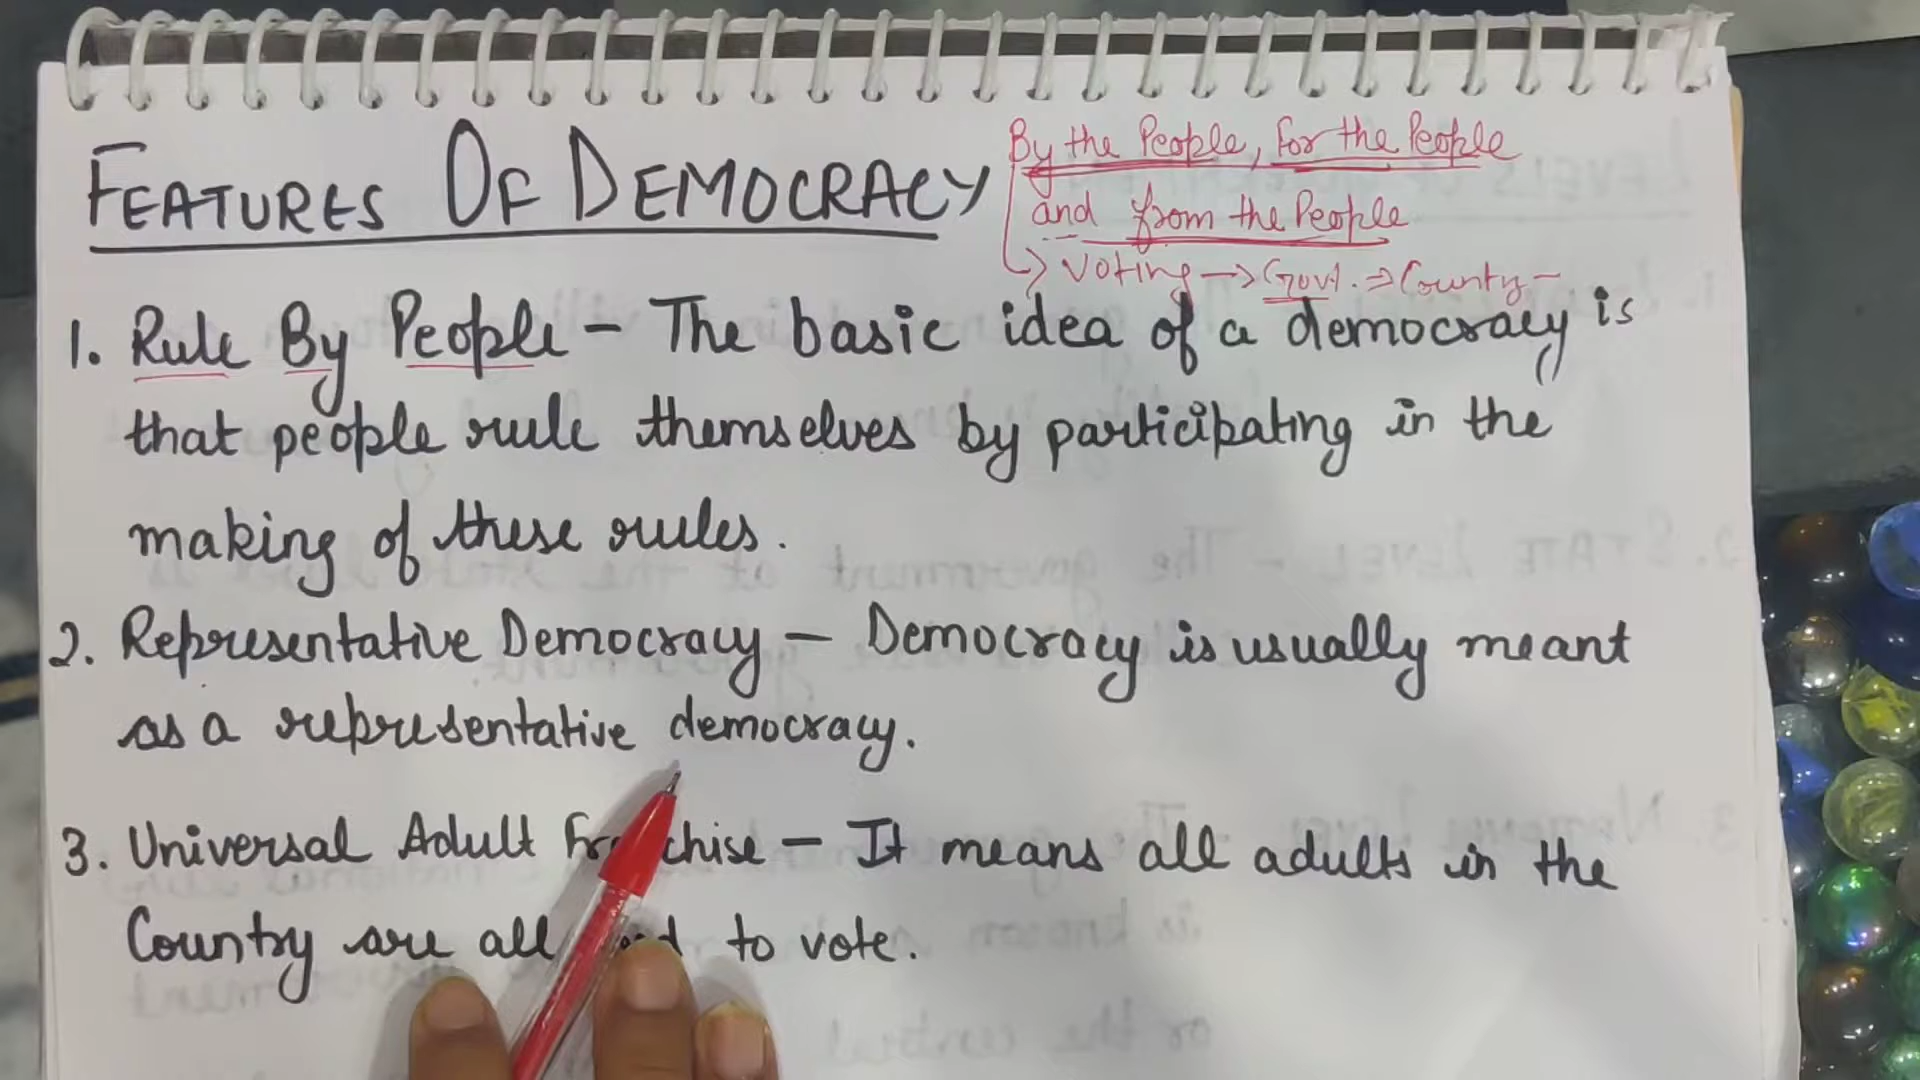 FEATURES OF DEMOCRACY
By the People, For the People
and from the People
→ Voting → Govt. ⇒ County -
1. Rule By People - The basic idea of a democracy is
that people rule themselves by participating in the
making of these rules.
2. Representative Democracy - Democracy is usually meant
as a representative democracy.
3. Universal Adult - It means all adults in the
Country are to vote.